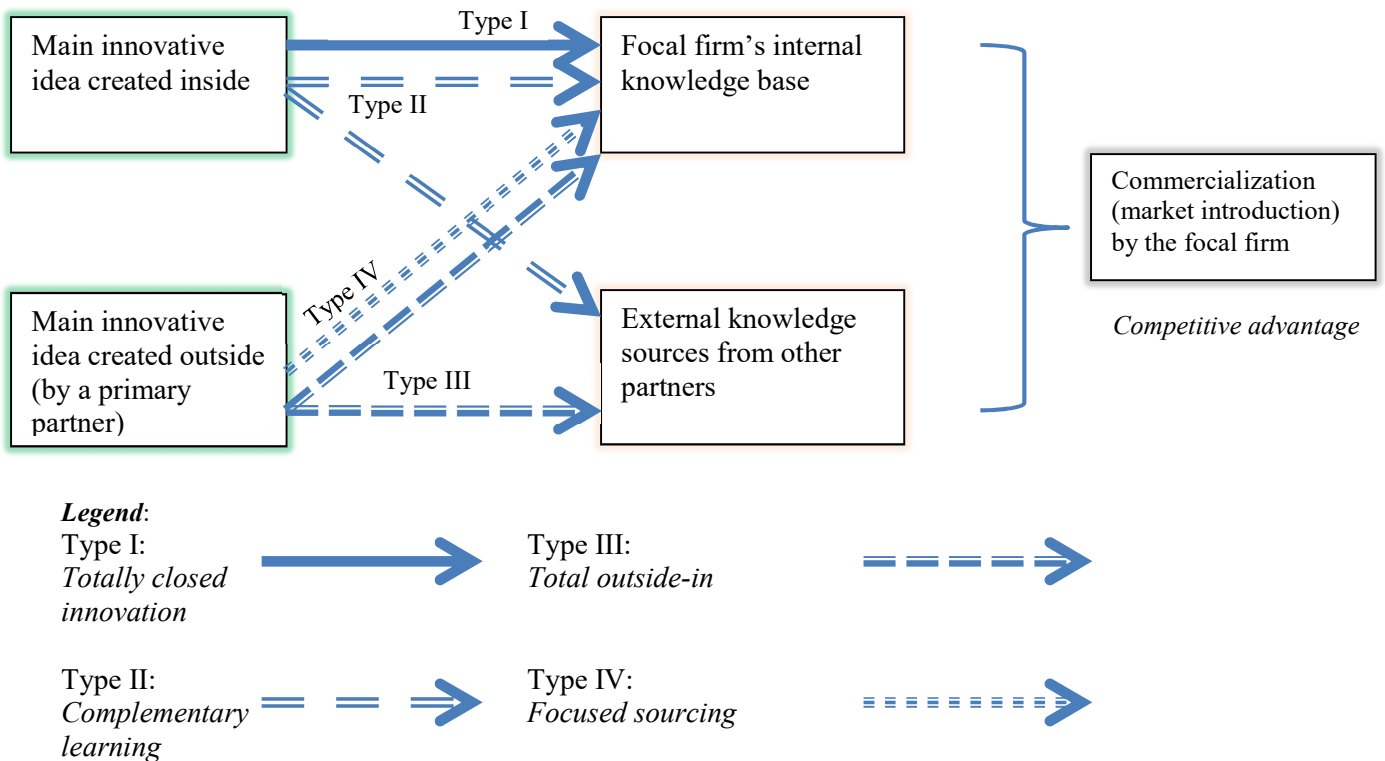 Type I
Main innovative
idea created inside
Focal firm’s internal
knowledge base
Type II
Commercialization
(market introduction)
by the focal firm
Type IV
Main innovative
idea created outside
(by a primary
partner)
External knowledge
sources from other
partners
Competitive advantage
Type III
Legend:
Type I:
Totally closed
innovation
Type III:
Total outside-in
Type II:
Complementary
learning
Type IV:
Focused sourcing